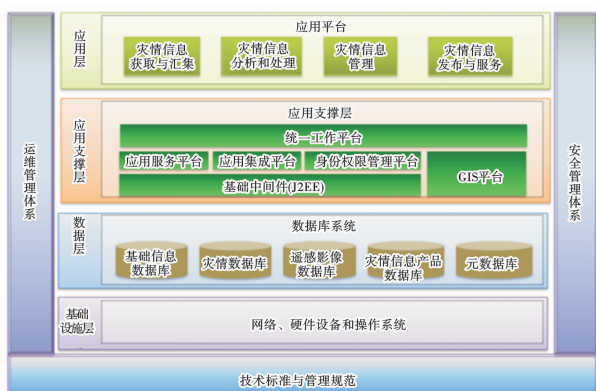 应用平台
应用层
灾情信息
获取与汇集
灾情信息
分析和处理
灾情信息
管理
灾情信息
发布与服务
应用支撑层
应用支撑层
统一工作平台
应用服务平台
应用集成平台
身份权限管理平台
基础中间件(J2EE)
GIS平台
数据层
数据库系统
基础信息
数据库
灾情数据库
遥感影像
数据库
灾情信息产品
数据库
元数据库
基础
设施层
网络、硬件设备和操作系统
运维管理体系
安全管理体系
技术标准与管理规范